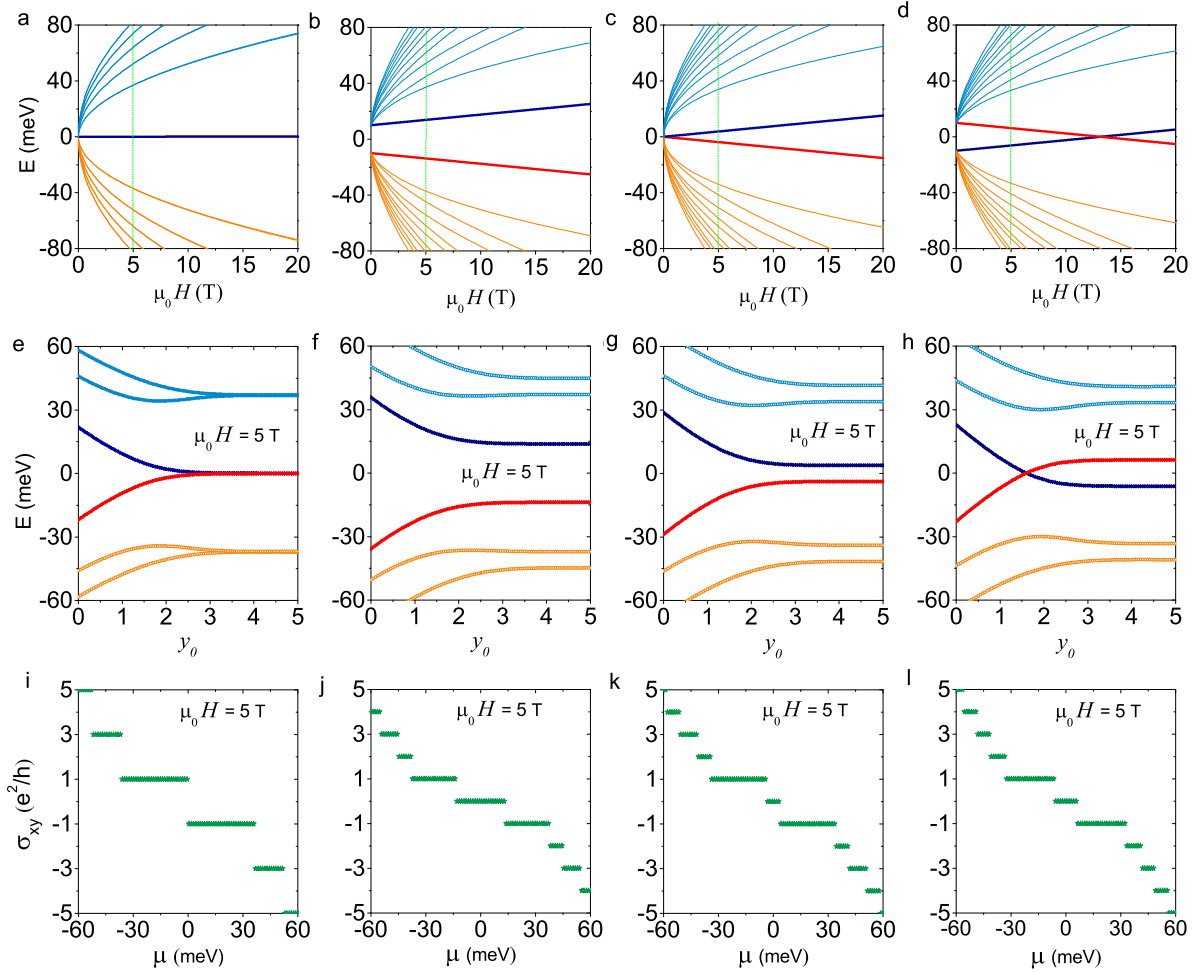 a b c d
E (meV)
80 80 80 80
40 40 40 40
0 0 0 0
-40 -40 -40 -40
-80 -80 -80 -80
0 5 10 15 20 0 5 10 15 20 0 5 10 15 20 0 5 10 15 20
μ₀H (T) μ₀H (T) μ₀H (T) μ₀H (T)
e f g h
E (meV)
60 60 60 60
30 30 30 30
μ₀H = 5 T μ₀H = 5 T μ₀H = 5 T μ₀H = 5 T
0 0 0 0
-30 -30 -30 -30
-60 -60 -60 -60
0 1 2 3 4 5 0 1 2 3 4 5 0 1 2 3 4 5 0 1 2 3 4 5
y₀ y₀ y₀ y₀
i j k l
σxy (e²/h)
5 5 5 5
μ₀H = 5 T μ₀H = 5 T μ₀H = 5 T μ₀H = 5 T
3 3 3 3
1 1 1 1
-1 -1 -1 -1
-3 -3 -3 -3
-5 -5 -5 -5
-60 -30 0 30 60 -60 -30 0 30 60 -60 -30 0 30 60 -60 -30 0 30 60
μ (meV) μ (meV) μ (meV) μ (meV)